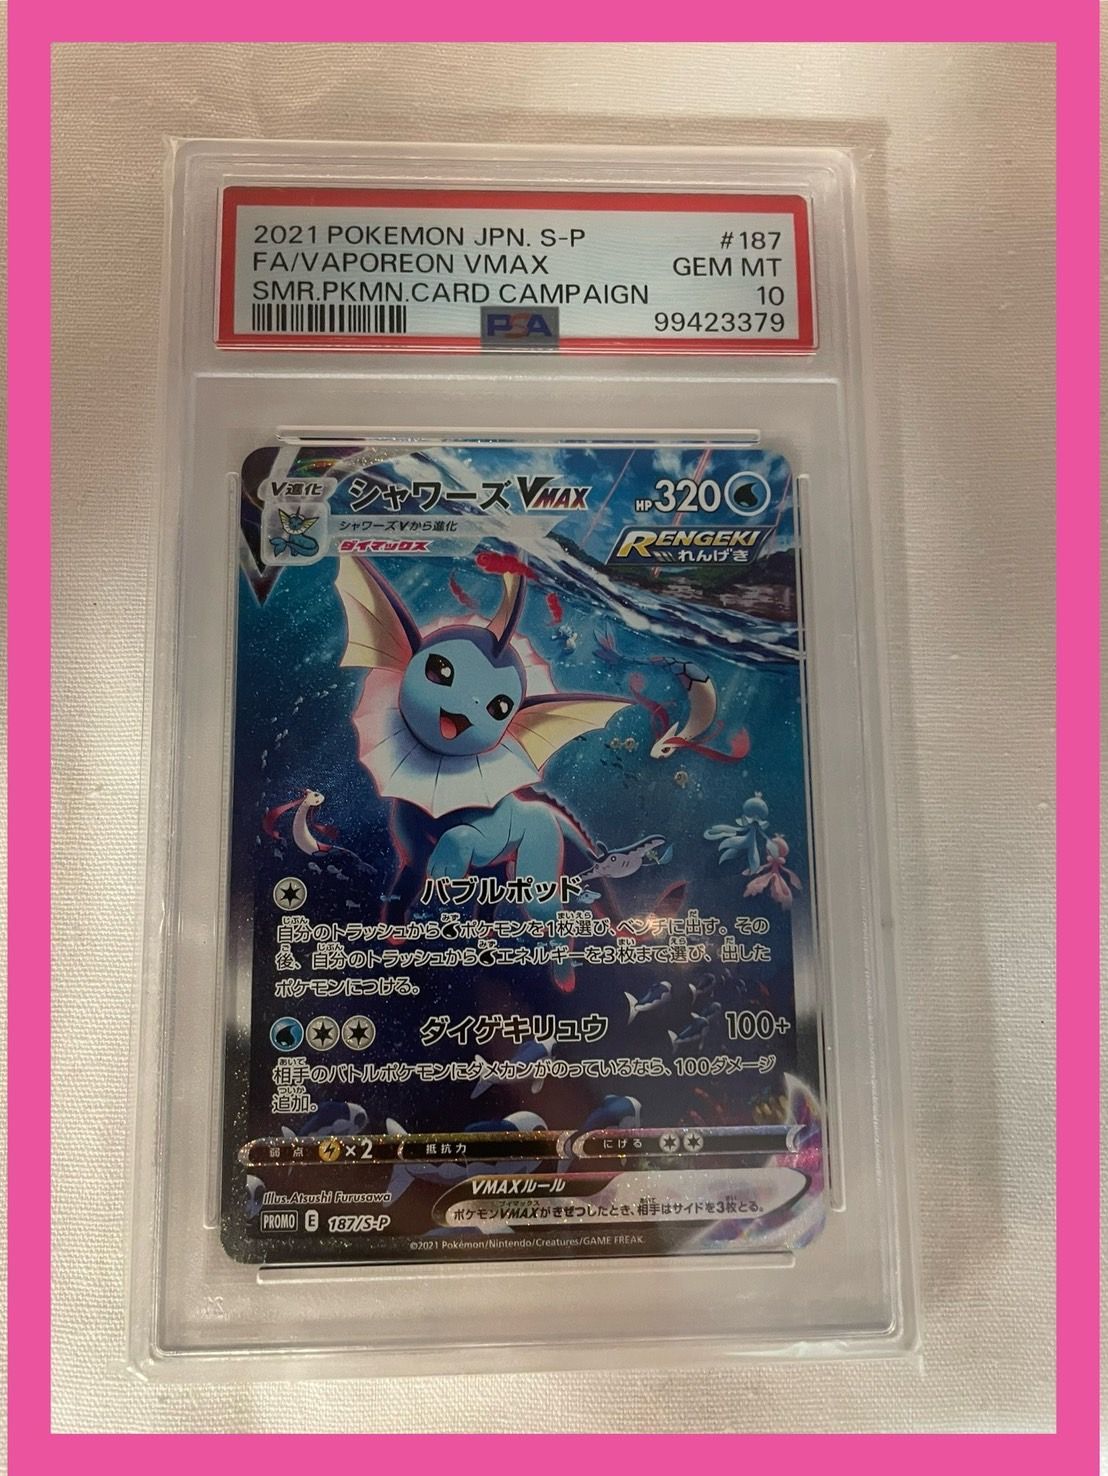 2021 POKEMON JPN. S-P #187
FA/VAPOREON VMAX GEM MT
SMR.PKMN.CARD CAMPAIGN 10
PSA 99423379
V進化 シャワーズVMAX HP320
シャワーズVから進化
ダイマックス
RENGEKI
れんげき
バブルポッド
自分のトラッシュからポケモンを1枚選び、ベンチに出す。その
後、自分のトラッシュからエネルギーを3枚まで選び、出した
ポケモンにつける。
ダイゲキリュウ 100+
相手のバトルポケモンにダメカンがのっているなら、100ダメージ
追加。
弱点 ×2 抵抗力 にげる
VMAXルール
ポケモンVMAXがきぜつしたとき、相手はサイドを3枚とる。
Illus.Atsushi Furusawa
PROMO E 187/S-P
©2021 Pokémon/Nintendo/Creatures/GAME FREAK.